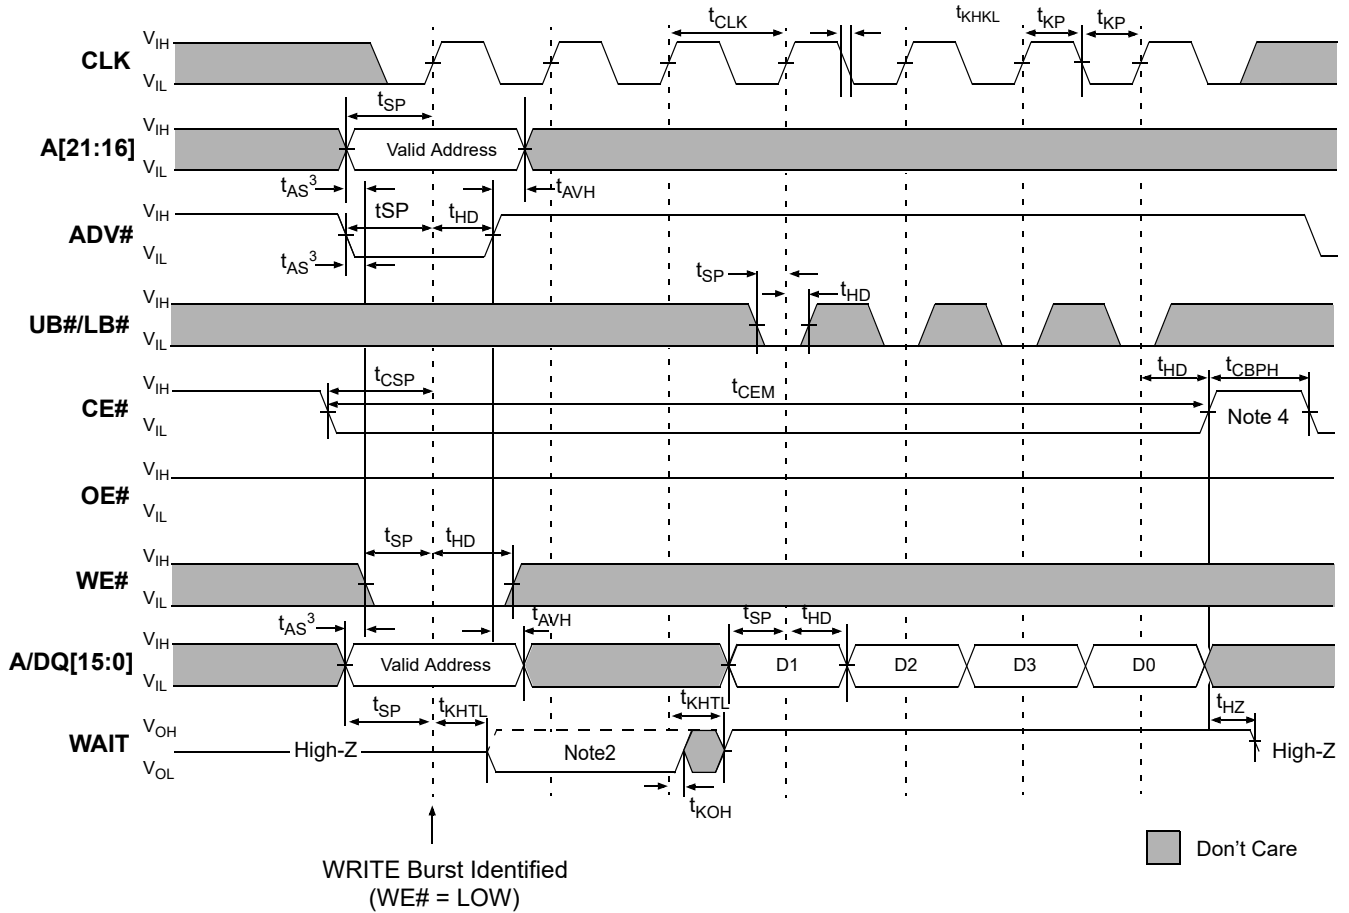 tCLK tKHKL tKP tKP
CLK VIH
VIL
tSP
A[21:16] VIH Valid Address
VIL
tAS3 tAVH
ADV# VIH tSP tHD
VIL
tAS3
tSP tHD
UB#/LB# VIH
VIL
tHD tCBPH
CE# VIH tCSP tCEM
VIL Note 4
OE# VIH
VIL
tSP tHD
WE# VIH
VIL
tAS3 tAVH tSP tHD
A/DQ[15:0] VIH Valid Address D1 D2 D3 D0
VIL
tSP tKHTL tKHTL tHZ
WAIT VOH High-Z Note2 High-Z
VOL
tKOH
WRITE Burst Identified
(WE# = LOW)
Don't Care